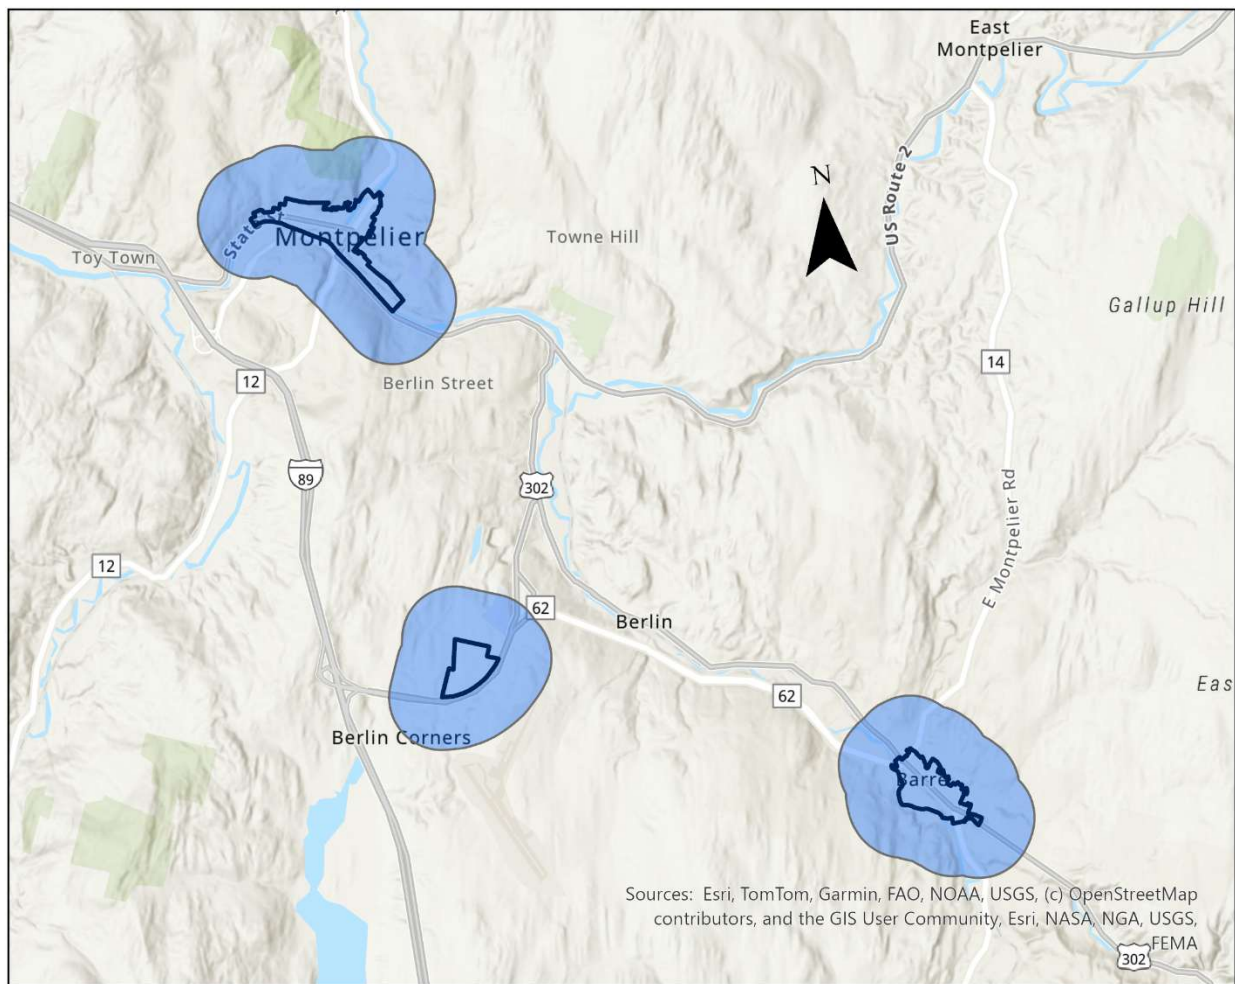 East
Montpelier
N
US Route 2
State St
Montpelier
Towne Hill
Toy Town
Gallup Hill
14
12
Berlin Street
89
302
E Montpelier Rd
12
62
Berlin
Eas
62
Berlin Corners
Barre
Sources: Esri, TomTom, Garmin, FAO, NOAA, USGS, (c) OpenStreetMap
contributors, and the GIS User Community, Esri, NASA, NGA, USGS,
FEMA
302